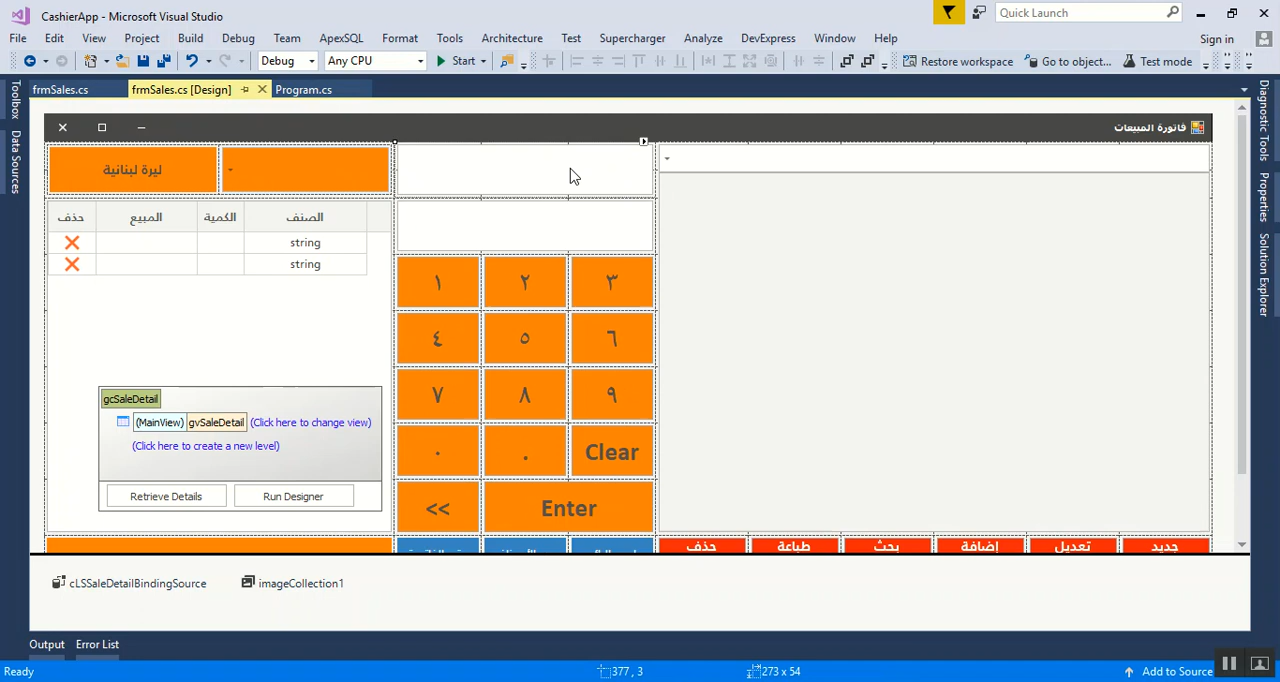 CashierApp - Microsoft Visual Studio
Quick Launch
File Edit View Project Build Debug Team ApexSQL Format Tools Architecture Test Supercharger Analyze DevExpress Window Help
Sign in
Debug Any CPU Start Restore workspace Go to object... Test mode
frmSales.cs frmSales.cs [Design] Program.cs
Toolbox
Data Sources
Diagnostic Tools
Properties
Solution Explorer
فاتورة المبيعات
ليرة لبنانية
حذف المبيع الكمية الصنف
string
string
١ ٢ ٣
٤ ٥ ٦
٧ ٨ ٩
٠ . Clear
<< Enter
gcSaleDetail
(MainView) gvSaleDetail (Click here to change view)
(Click here to create a new level)
Retrieve Details Run Designer
حذف طباعة بحث إضافة تعديل جديد
cLSSaleDetailBindingSource imageCollection1
Output Error List
Ready 377 , 3 273 x 54 Add to Source